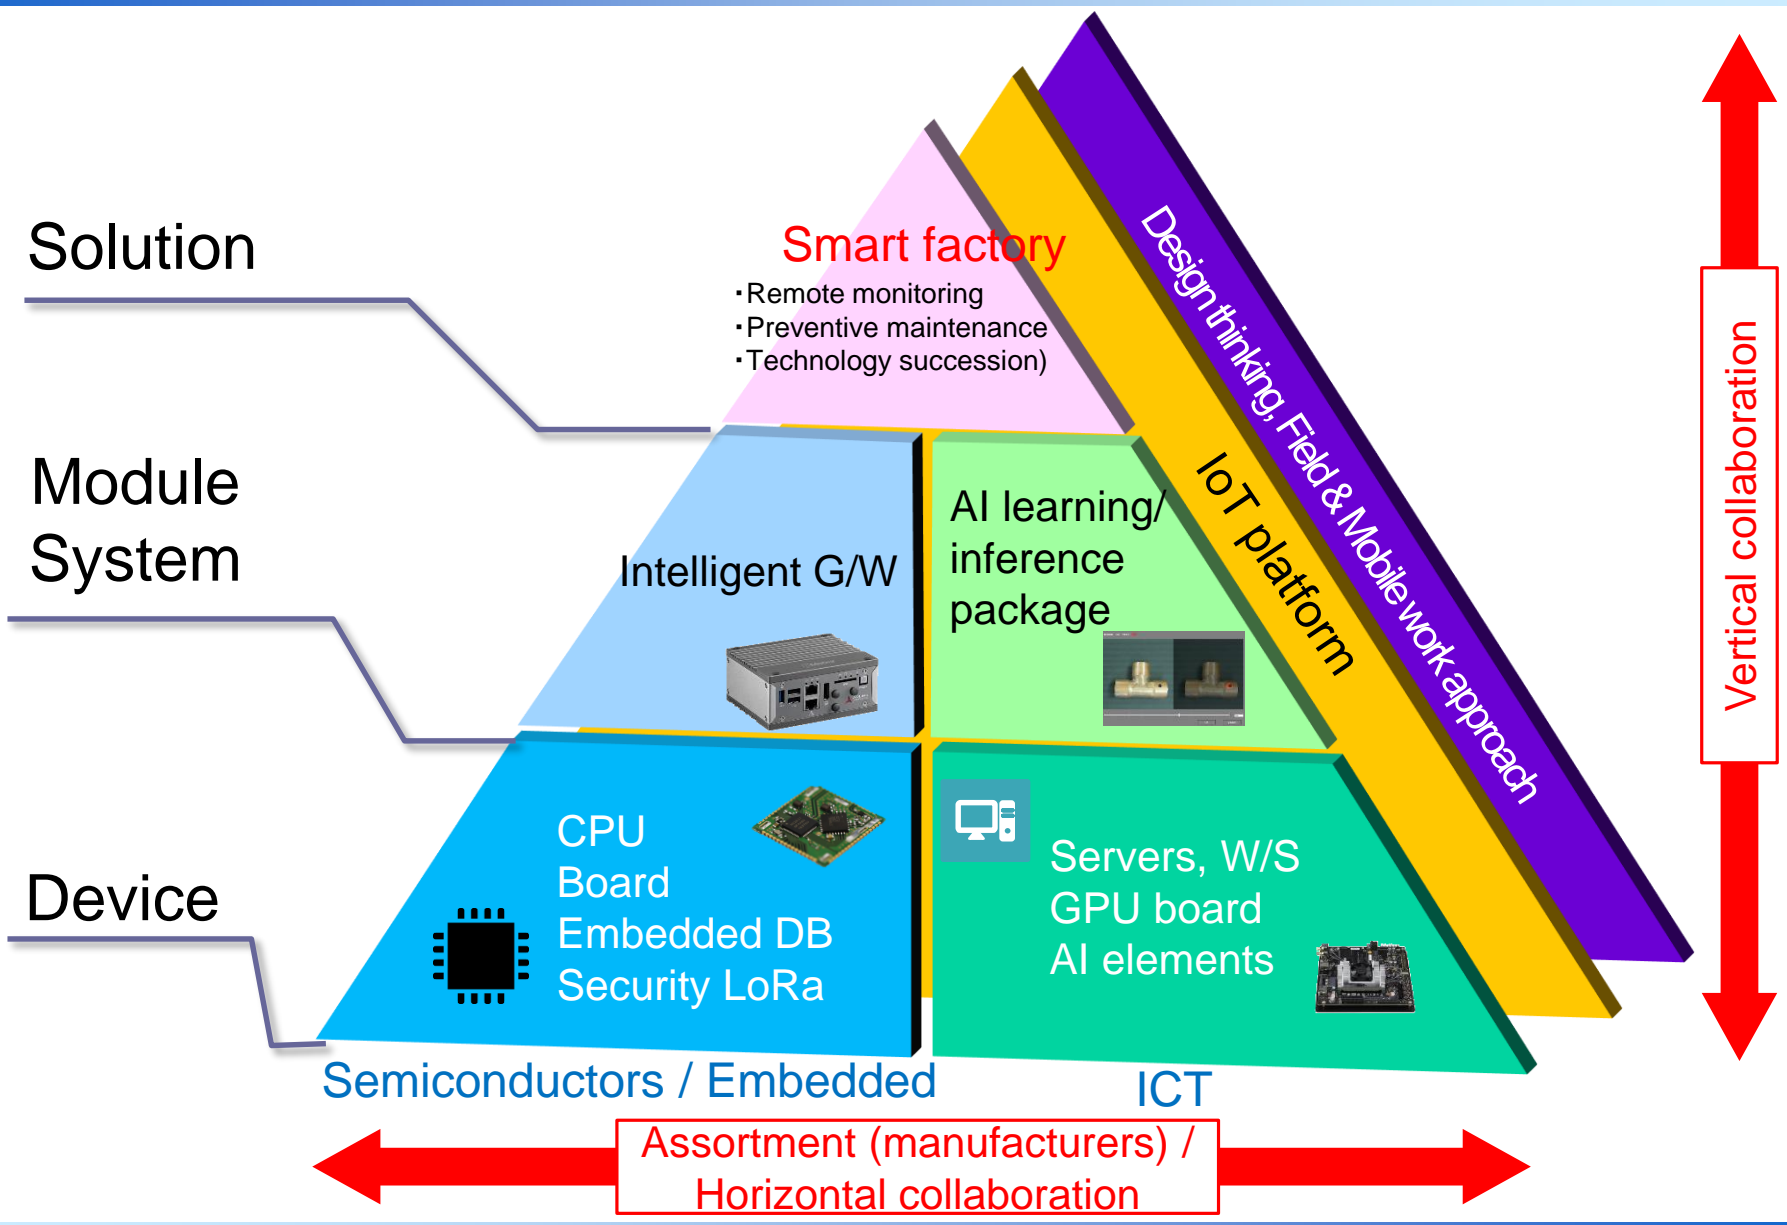 Solution
Smart factory
・Remote monitoring
・Preventive maintenance
・Technology succession)
Module
System
Intelligent G/W
AI learning/
inference
package
Device
CPU
Board
Embedded DB
Security LoRa
Servers, W/S
GPU board
AI elements
IoT platform
Design thinking, Field & Mobile work approach
Vertical collaboration
Semiconductors / Embedded
ICT
Assortment (manufacturers) /
Horizontal collaboration